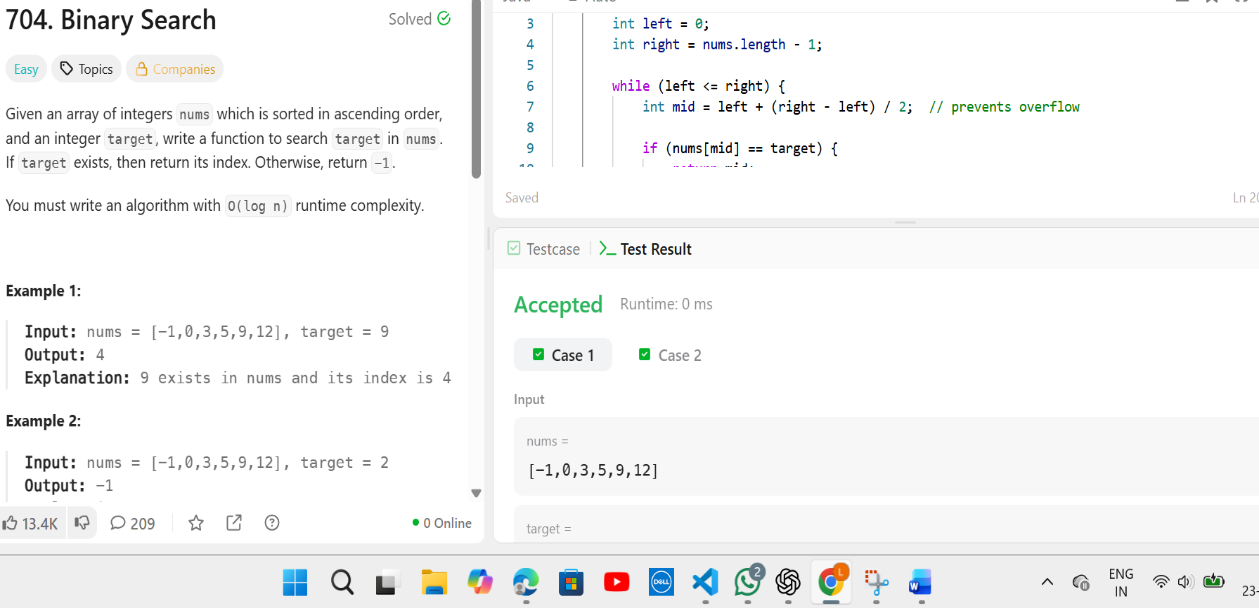 704. Binary Search
Solved
Easy
Topics
Companies
Given an array of integers nums which is sorted in ascending order,
and an integer target, write a function to search target in nums.
If target exists, then return its index. Otherwise, return -1.
You must write an algorithm with O(log n) runtime complexity.
Example 1:
Input: nums = [-1,0,3,5,9,12], target = 9
Output: 4
Explanation: 9 exists in nums and its index is 4
Example 2:
Input: nums = [-1,0,3,5,9,12], target = 2
Output: -1
13.4K
209
0 Online
3 int left = 0;
4 int right = nums.length - 1;
5
6 while (left <= right) {
7 int mid = left + (right - left) / 2; // prevents overflow
8
9 if (nums[mid] == target) {
Saved
Ln 20
Testcase
Test Result
Accepted
Runtime: 0 ms
Case 1
Case 2
Input
nums =
[-1,0,3,5,9,12]
target =
DELL
2
L
W
ENG
IN
23-